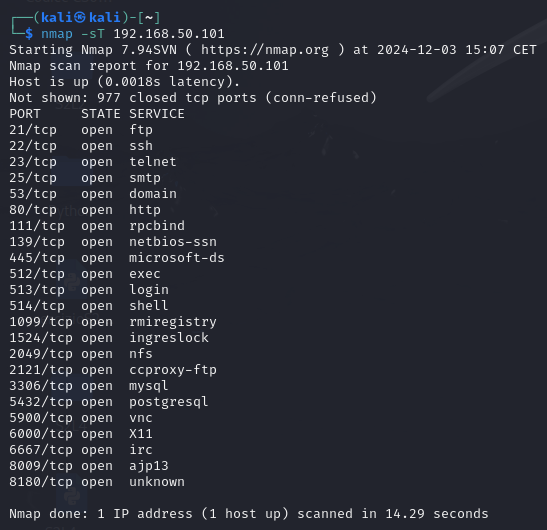 ┌──(kali㉿kali)-[~]
└─$ nmap -sT 192.168.50.101
Starting Nmap 7.94SVN ( https://nmap.org ) at 2024-12-03 15:07 CET
Nmap scan report for 192.168.50.101
Host is up (0.0018s latency).
Not shown: 977 closed tcp ports (conn-refused)
PORT     STATE SERVICE
21/tcp   open  ftp
22/tcp   open  ssh
23/tcp   open  telnet
25/tcp   open  smtp
53/tcp   open  domain
80/tcp   open  http
111/tcp  open  rpcbind
139/tcp  open  netbios-ssn
445/tcp  open  microsoft-ds
512/tcp  open  exec
513/tcp  open  login
514/tcp  open  shell
1099/tcp open  rmiregistry
1524/tcp open  ingreslock
2049/tcp open  nfs
2121/tcp open  ccproxy-ftp
3306/tcp open  mysql
5432/tcp open  postgresql
5900/tcp open  vnc
6000/tcp open  X11
6667/tcp open  irc
8009/tcp open  ajp13
8180/tcp open  unknown
Nmap done: 1 IP address (1 host up) scanned in 14.29 seconds